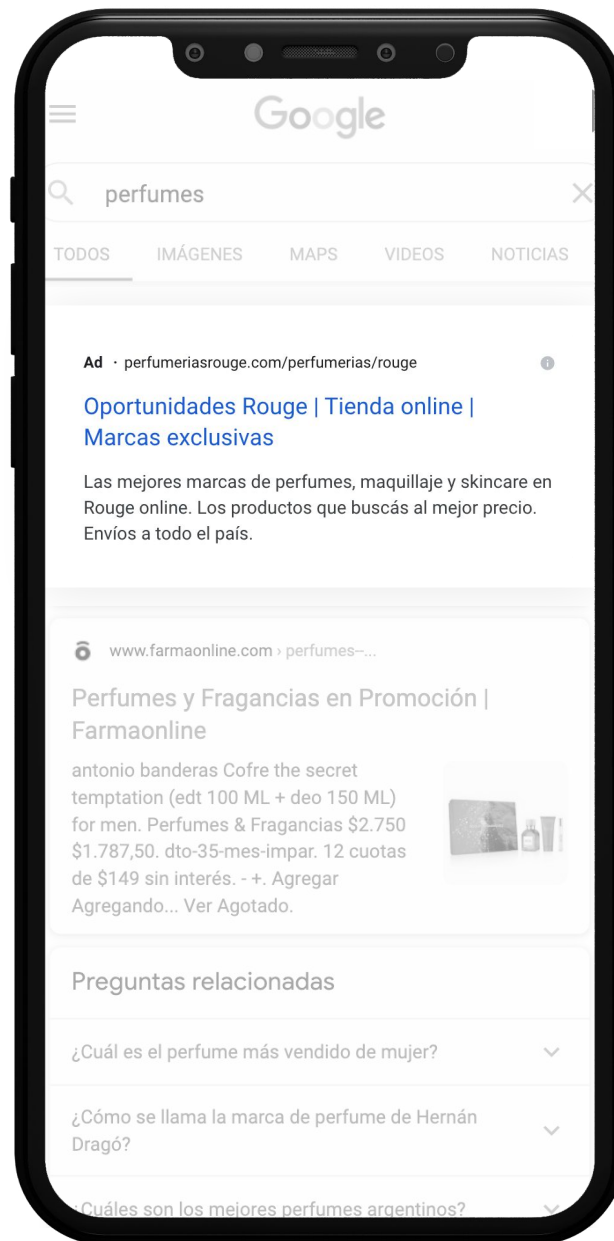 Google
perfumes
TODOS IMÁGENES MAPS VIDEOS NOTICIAS
Ad · perfumeriasrouge.com/perfumerias/rouge
Oportunidades Rouge | Tienda online |
Marcas exclusivas
Las mejores marcas de perfumes, maquillaje y skincare en
Rouge online. Los productos que buscás al mejor precio.
Envíos a todo el país.
www.farmaonline.com › perfumes–...
Perfumes y Fragancias en Promoción |
Farmaonline
antonio banderas Cofre the secret
temptation (edt 100 ML + deo 150 ML)
for men. Perfumes & Fragancias $2.750
$1.787,50. dto-35-mes-impar. 12 cuotas
de $149 sin interés. - +. Agregar
Agregando... Ver Agotado.
Preguntas relacionadas
¿Cuál es el perfume más vendido de mujer?
¿Cómo se llama la marca de perfume de Hernán
Dragó?
¿Cuáles son los mejores perfumes argentinos?